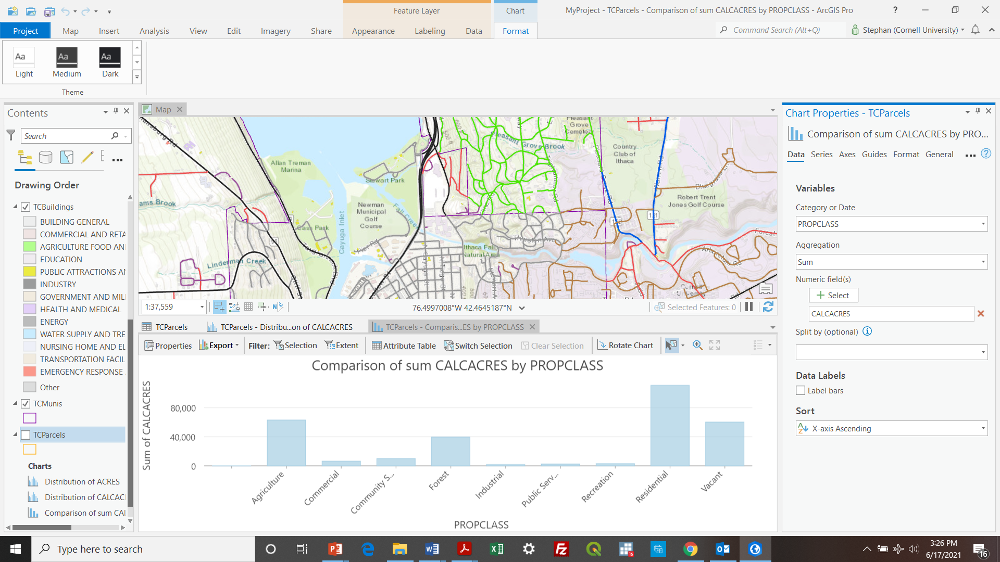 Feature Layer
Chart
MyProject - TCParcels - Comparison of sum CALCACRES by PROPCLASS - ArcGIS Pro
?
Project
Map
Insert
Analysis
View
Edit
Imagery
Share
Appearance
Labeling
Data
Format
Command Search (Alt+Q)
Stephan (Cornell University)
Aa
Aa
Aa
Light
Medium
Dark
Theme
Contents
Search
Drawing Order
TCBuildings
BUILDING GENERAL
COMMERCIAL AND RETA
AGRICULTURE FOOD AN
EDUCATION
PUBLIC ATTRACTIONS AN
INDUSTRY
GOVERNMENT AND MIL
HEALTH AND MEDICAL
ENERGY
WATER SUPPLY AND TRE
NURSING HOME AND EL
TRANSPORTATION FACIL
EMERGENCY RESPONSE
Other
TCMunis
TCParcels
Charts
Distribution of ACRES
Distribution of CALCAC
Comparison of sum CAL
Map
Allan Treman
Marina
Stewart Park
Newman
Municipal
Golf
Course
Cass Park
Cayuga Inlet
Fall Creek
Pier Rd
Linderman Creek
ams Brook
Pleasant
Grove
Cemetery
Pleasant Grove Brook
Country
Club of
Ithaca
Robert Trent
Jones Golf Course
Ithaca Falls
Natural Area
Thurston Ave
Warren Rd
121
122
1:37,559
76.4997008°W 42.4645187°N
Selected Features: 0
TCParcels
TCParcels - Distribu...on of CALCACRES
TCParcels - Comparis...ES by PROPCLASS
Properties
Export
Filter:
Selection
Extent
Attribute Table
Switch Selection
Clear Selection
Rotate Chart
Comparison of sum CALCACRES by PROPCLASS
Sum of CALCACRES
80,000
40,000
0
Agriculture
Commercial
Community S...
Forest
Industrial
Public Serv...
Recreation
Residential
Vacant
PROPCLASS
Chart Properties - TCParcels
Comparison of sum CALCACRES by PRO...
Data
Series
Axes
Guides
Format
General
Variables
Category or Date
PROPCLASS
Aggregation
Sum
Numeric field(s)
Select
CALCACRES
Split by (optional)
Data Labels
Label bars
Sort
X-axis Ascending
Type here to search
16
3:26 PM
6/17/2021
16